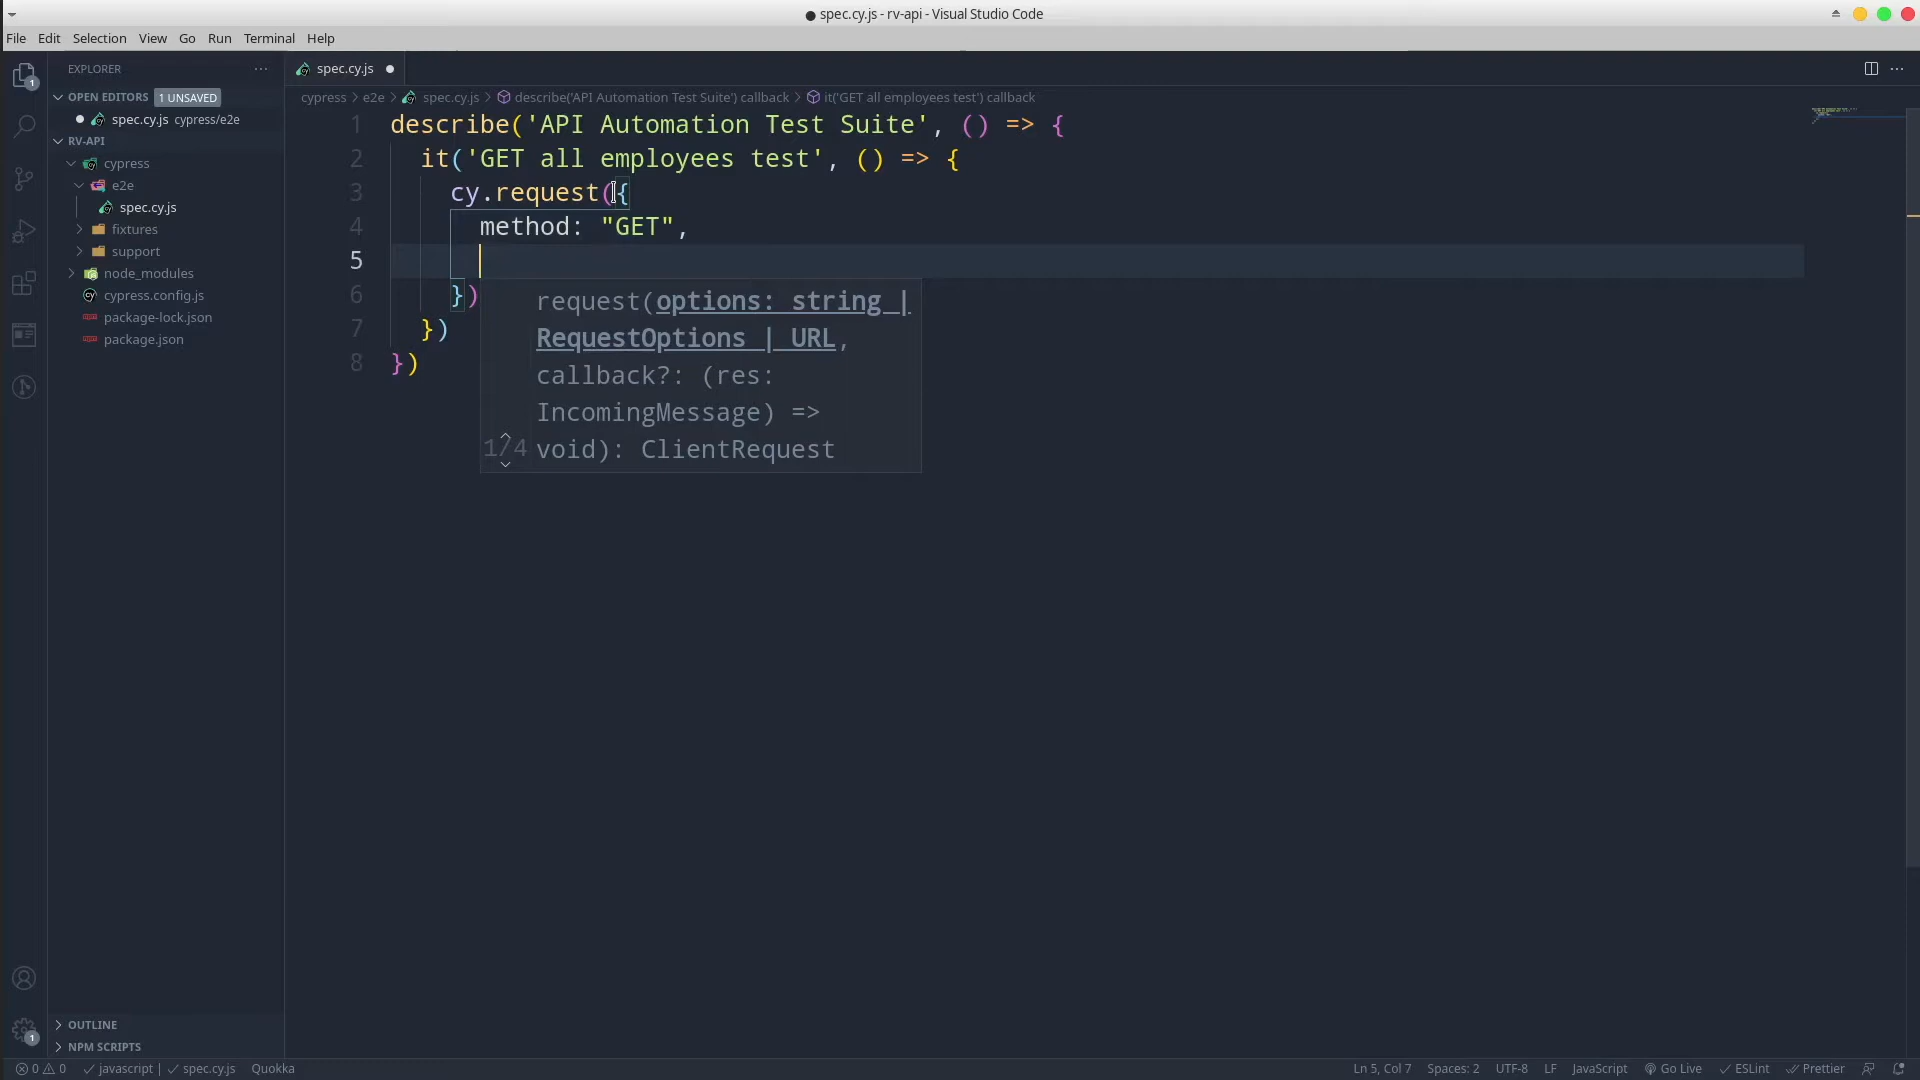 spec.cy.js - rv-api - Visual Studio Code
File Edit Selection View Go Run Terminal Help
EXPLORER
spec.cy.js
OPEN EDITORS 1 UNSAVED
cypress > e2e > spec.cy.js > describe('API Automation Test Suite') callback > it('GET all employees test') callback
spec.cy.js cypress/e2e
RV-API
cypress
e2e
spec.cy.js
fixtures
support
node_modules
cypress.config.js
package-lock.json
package.json
1 describe('API Automation Test Suite', () => {
2 it('GET all employees test', () => {
3 cy.request({
4 method: "GET",
5
6 })
7 })
8 })
request(options: string |
RequestOptions | URL,
callback?: (res:
IncomingMessage) =>
1/4 void): ClientRequest
1
1
OUTLINE
NPM SCRIPTS
0 0 javascript | spec.cy.js Quokka Ln 5, Col 7 Spaces: 2 UTF-8 LF JavaScript Go Live ESLint Prettier